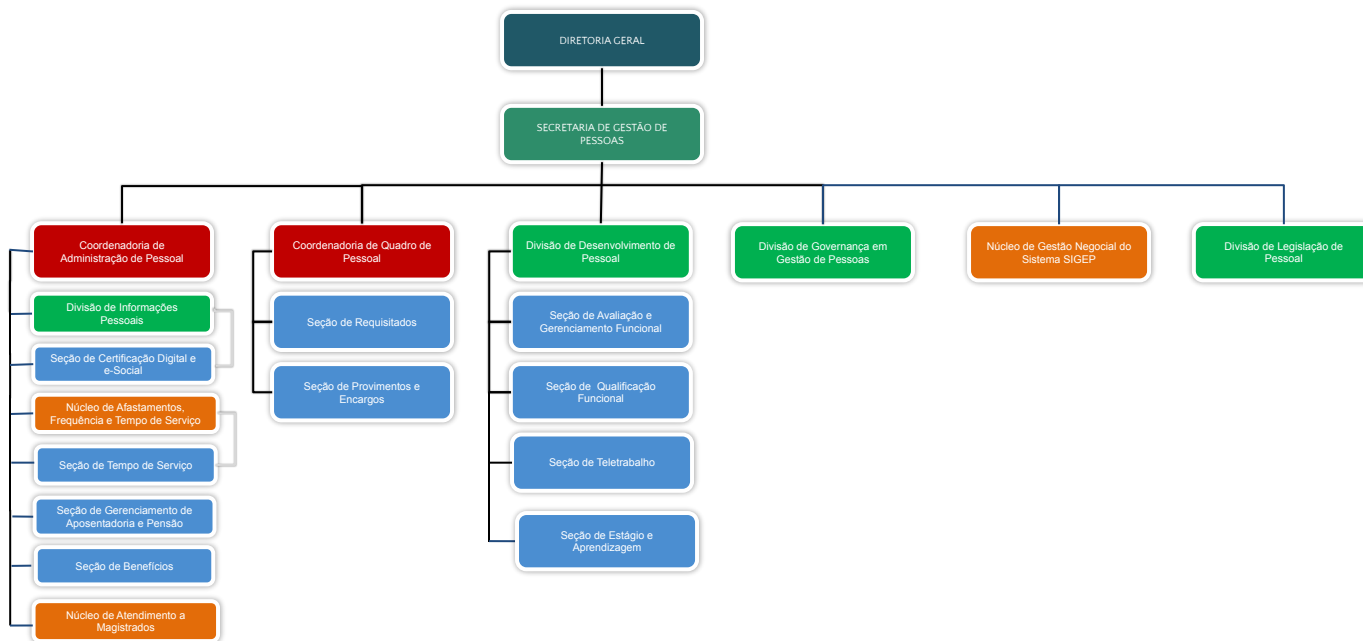 DIRETORIA GERAL
SECRETARIA DE GESTÃO DE
PESSOAS
Coordenadoria de
Administração de Pessoal
Divisão de Informações
Pessoais
Seção de Certificação Digital e
e-Social
Núcleo de Afastamentos,
Frequência e Tempo de Serviço
Seção de Tempo de Serviço
Seção de Gerenciamento de
Aposentadoria e Pensão
Seção de Benefícios
Núcleo de Atendimento a
Magistrados
Coordenadoria de Quadro de
Pessoal
Seção de Requisitados
Seção de Provimentos e
Encargos
Divisão de Desenvolvimento de
Pessoal
Seção de Avaliação e
Gerenciamento Funcional
Seção de  Qualificação
Funcional
Seção de Teletrabalho
Seção de Estágio e
Aprendizagem
Divisão de Governança em
Gestão de Pessoas
Núcleo de Gestão Negocial do
Sistema SIGEP
Divisão de Legislação de
Pessoal